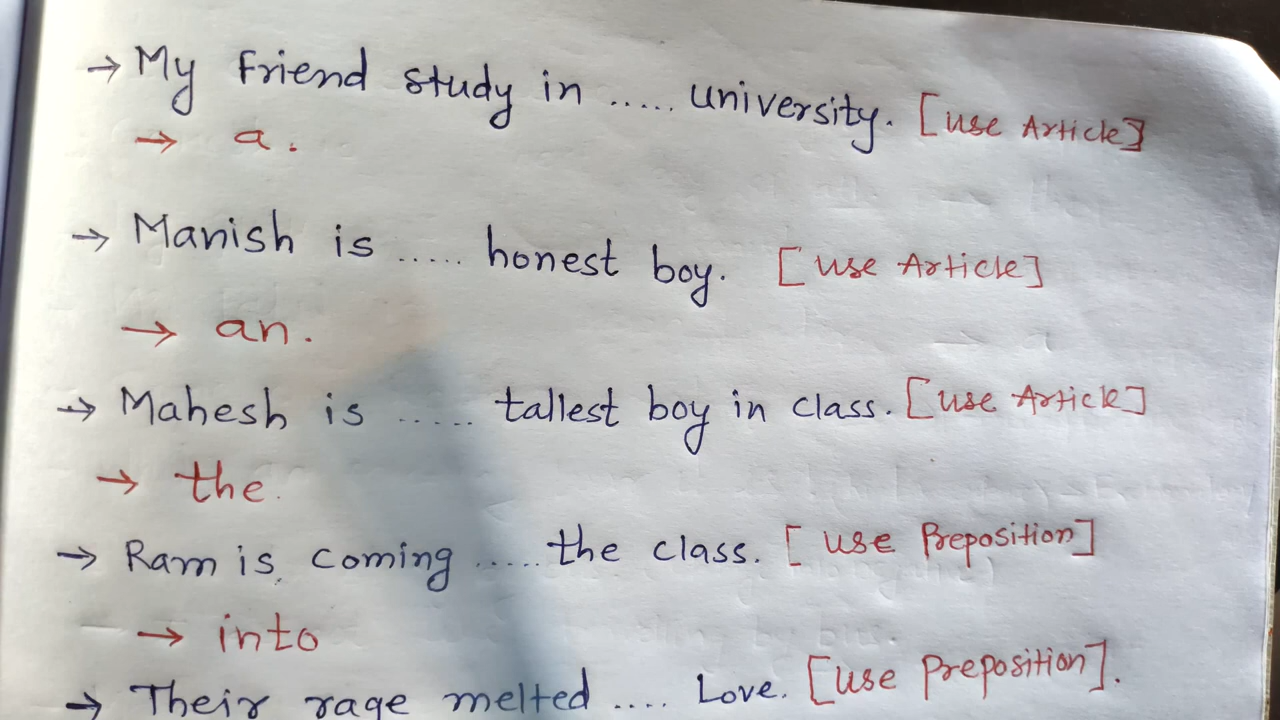 → My friend study in ..... university. [use Article]
→ a.
→ Manish is ..... honest boy. [use Article]
→ an.
→ Mahesh is ..... tallest boy in class. [use Article]
→ the.
→ Ram is coming ..... the class. [use Preposition]
→ into
→ Their rage melted .... Love. [use preposition].